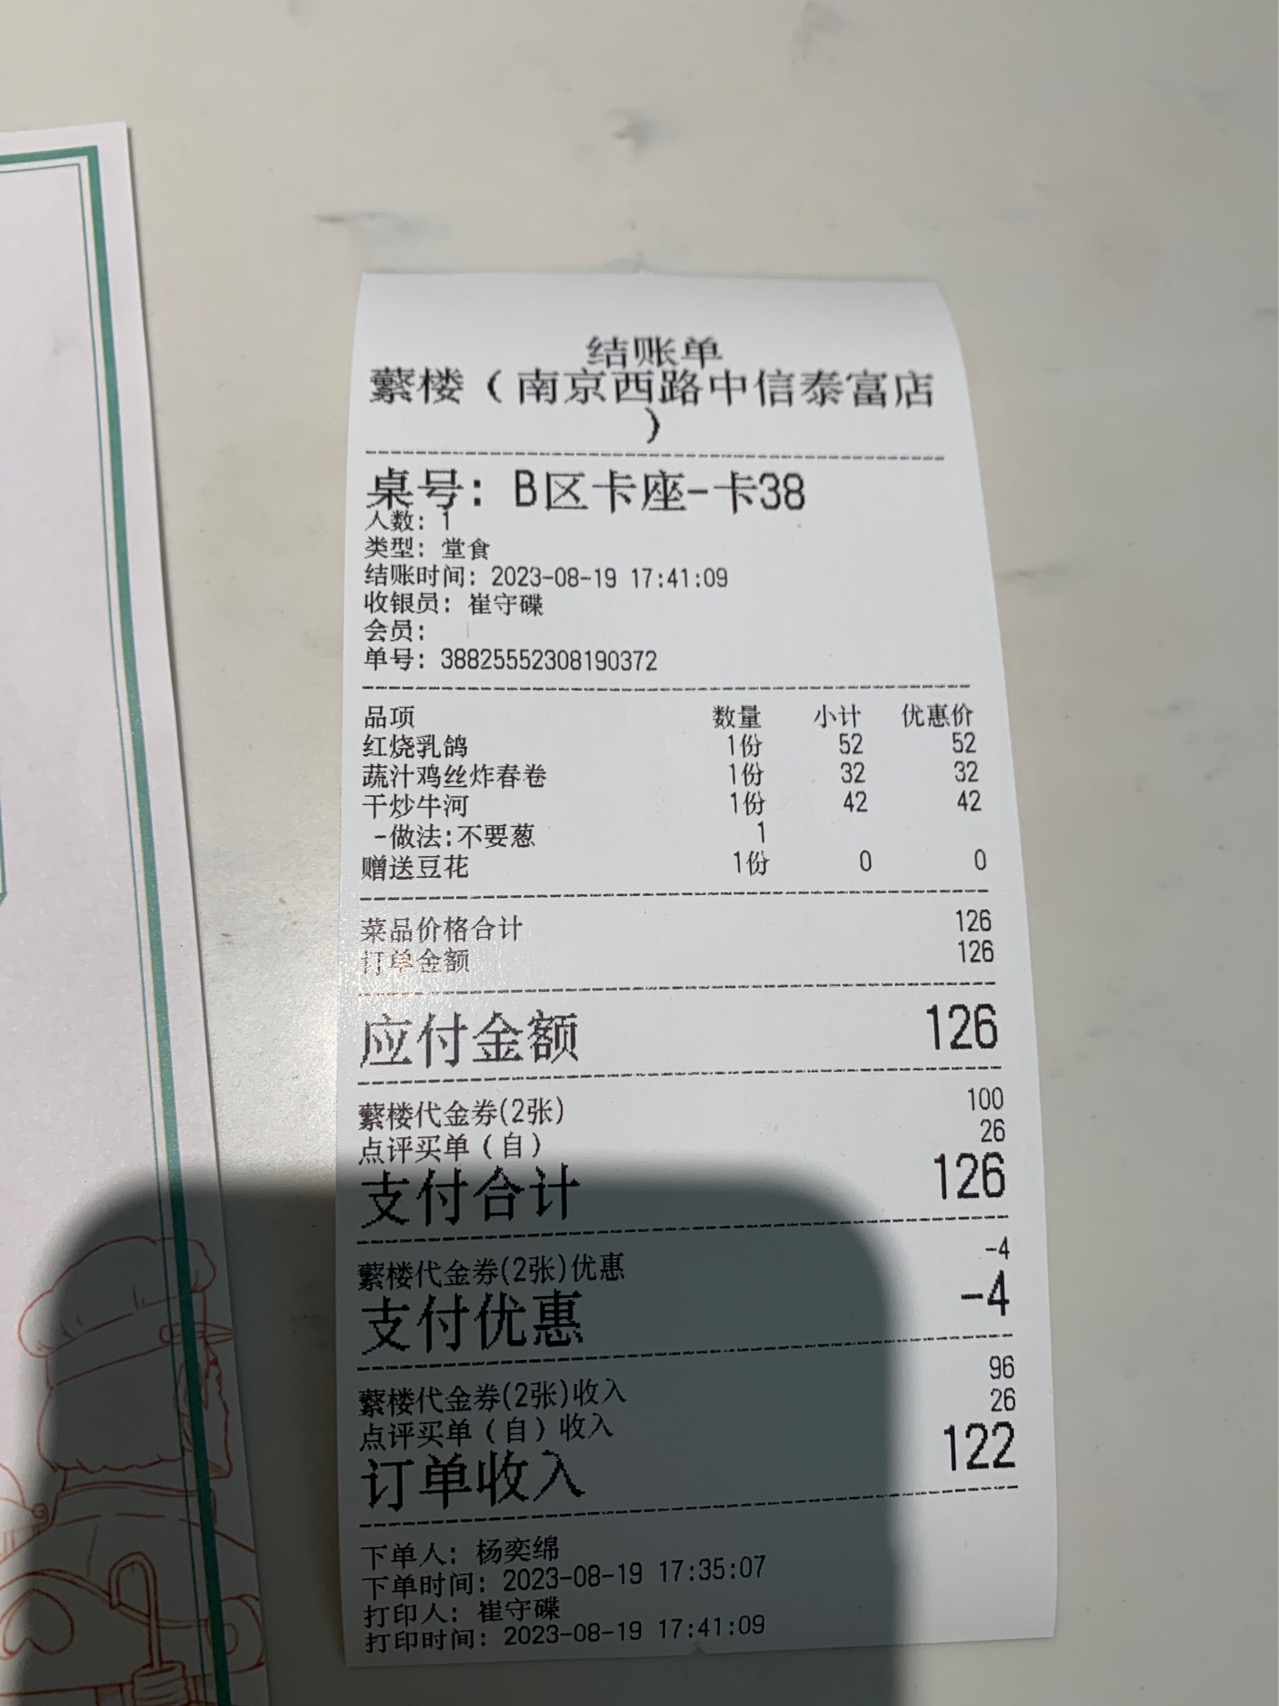 结账单
蘩楼（南京西路中信泰富店
）
桌号：B区卡座-卡38
人数：1
类型：堂食
结账时间：2023-08-19 17:41:09
收银员：崔守碟
会员：
单号：38825552308190372
品项 数量 小计 优惠价
红烧乳鸽 1份 52 52
蔬汁鸡丝炸春卷 1份 32 32
干炒牛河 1份 42 42
-做法:不要葱 1
赠送豆花 1份 0 0
菜品价格合计 126
订单金额 126
应付金额 126
蘩楼代金券(2张) 100
点评买单（自） 26
支付合计 126
蘩楼代金券(2张)优惠 -4
支付优惠 -4
蘩楼代金券(2张)收入 96
点评买单（自）收入 26
订单收入 122
下单人：杨奕绵
下单时间：2023-08-19 17:35:07
打印人：崔守碟
打印时间：2023-08-19 17:41:09